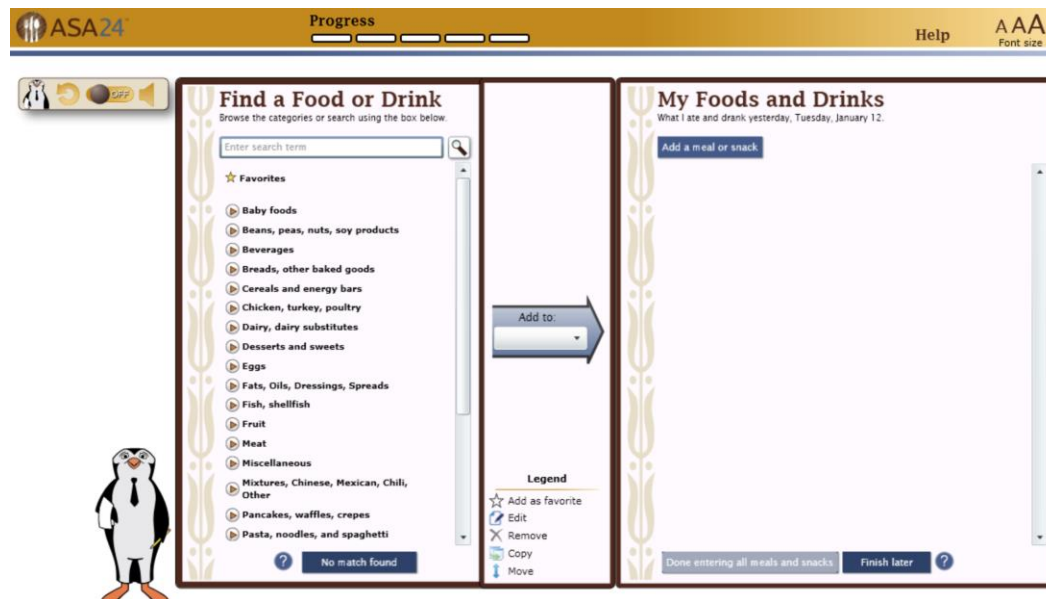 ASA24™
Progress
Help
A A A
Font size
OFF
Find a Food or Drink
Browse the categories or search using the box below.
Enter search term
Favorites
Baby foods
Beans, peas, nuts, soy products
Beverages
Breads, other baked goods
Cereals and energy bars
Chicken, turkey, poultry
Dairy, dairy substitutes
Desserts and sweets
Eggs
Fats, Oils, Dressings, Spreads
Fish, shellfish
Fruit
Meat
Miscellaneous
Mixtures, Chinese, Mexican, Chili,
Other
Pancakes, waffles, crepes
Pasta, noodles, and spaghetti
? No match found
Add to:
Legend
Add as favorite
Edit
Remove
Copy
Move
My Foods and Drinks
What I ate and drank yesterday, Tuesday, January 12.
Add a meal or snack
Done entering all meals and snacks Finish later ?